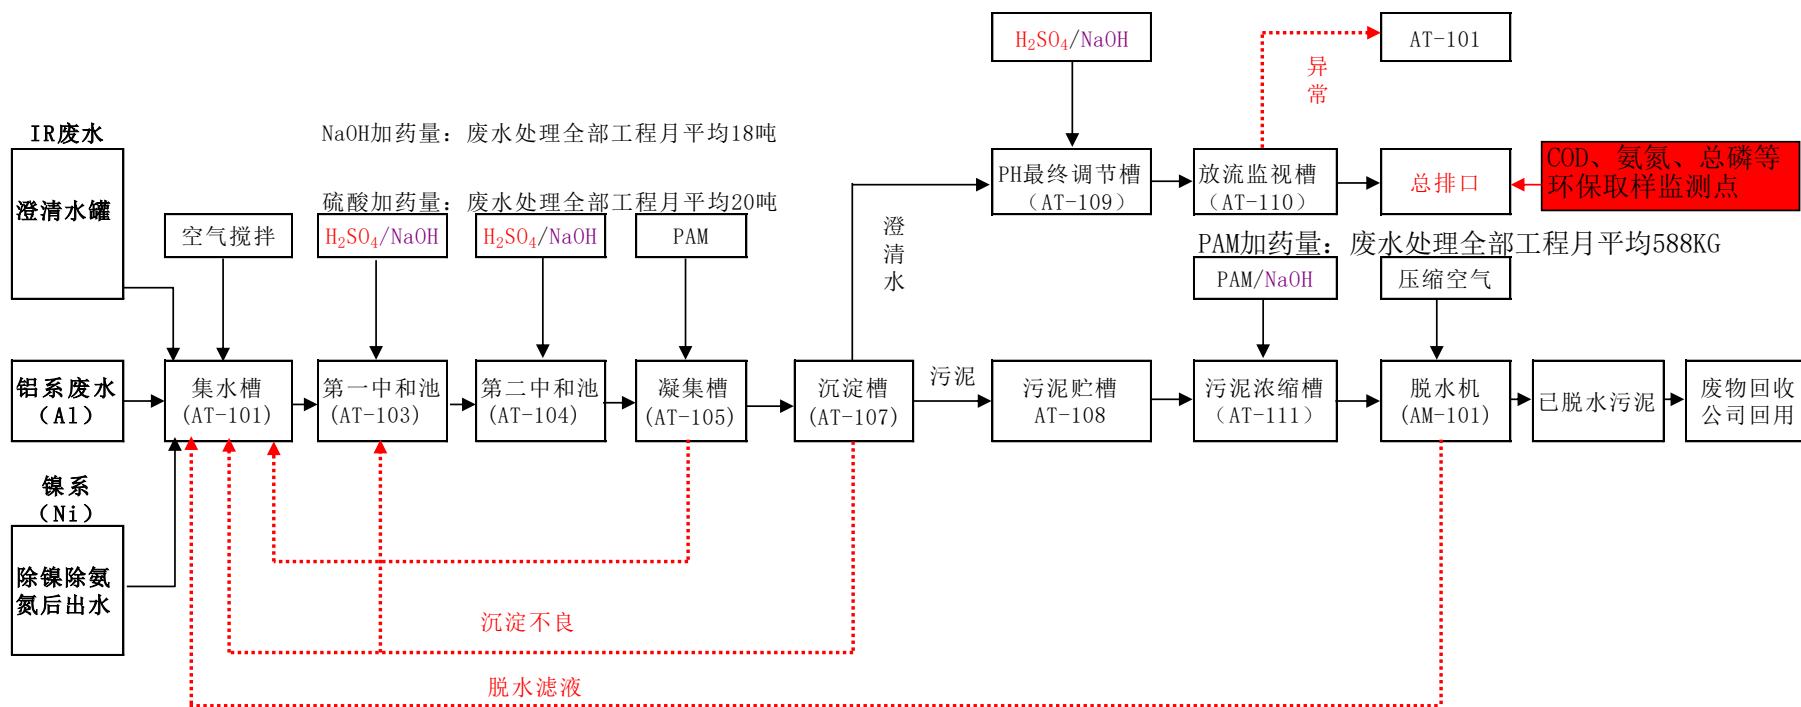 H₂SO₄/NaOH
AT-101
异
常
IR废水
NaOH加药量：废水处理全部工程月平均18吨
澄清水罐
硫酸加药量：废水处理全部工程月平均20吨
PH最终调节槽
（AT-109）
放流监视槽
（AT-110）
总排口
COD、氨氮、总磷等
环保取样监测点
空气搅拌
H₂SO₄/NaOH
H₂SO₄/NaOH
PAM
澄
清
水
PAM加药量：废水处理全部工程月平均588KG
PAM/NaOH
压缩空气
铝系废水
（Al）
集水槽
(AT-101)
第一中和池
(AT-103)
第二中和池
(AT-104)
凝集槽
(AT-105)
沉淀槽
(AT-107)
污泥
污泥贮槽
AT-108
污泥浓缩槽
（AT-111）
脱水机
(AM-101)
已脱水污泥
废物回收
公司回用
镍系
（Ni）
除镍除氨
氮后出水
沉淀不良
脱水滤液